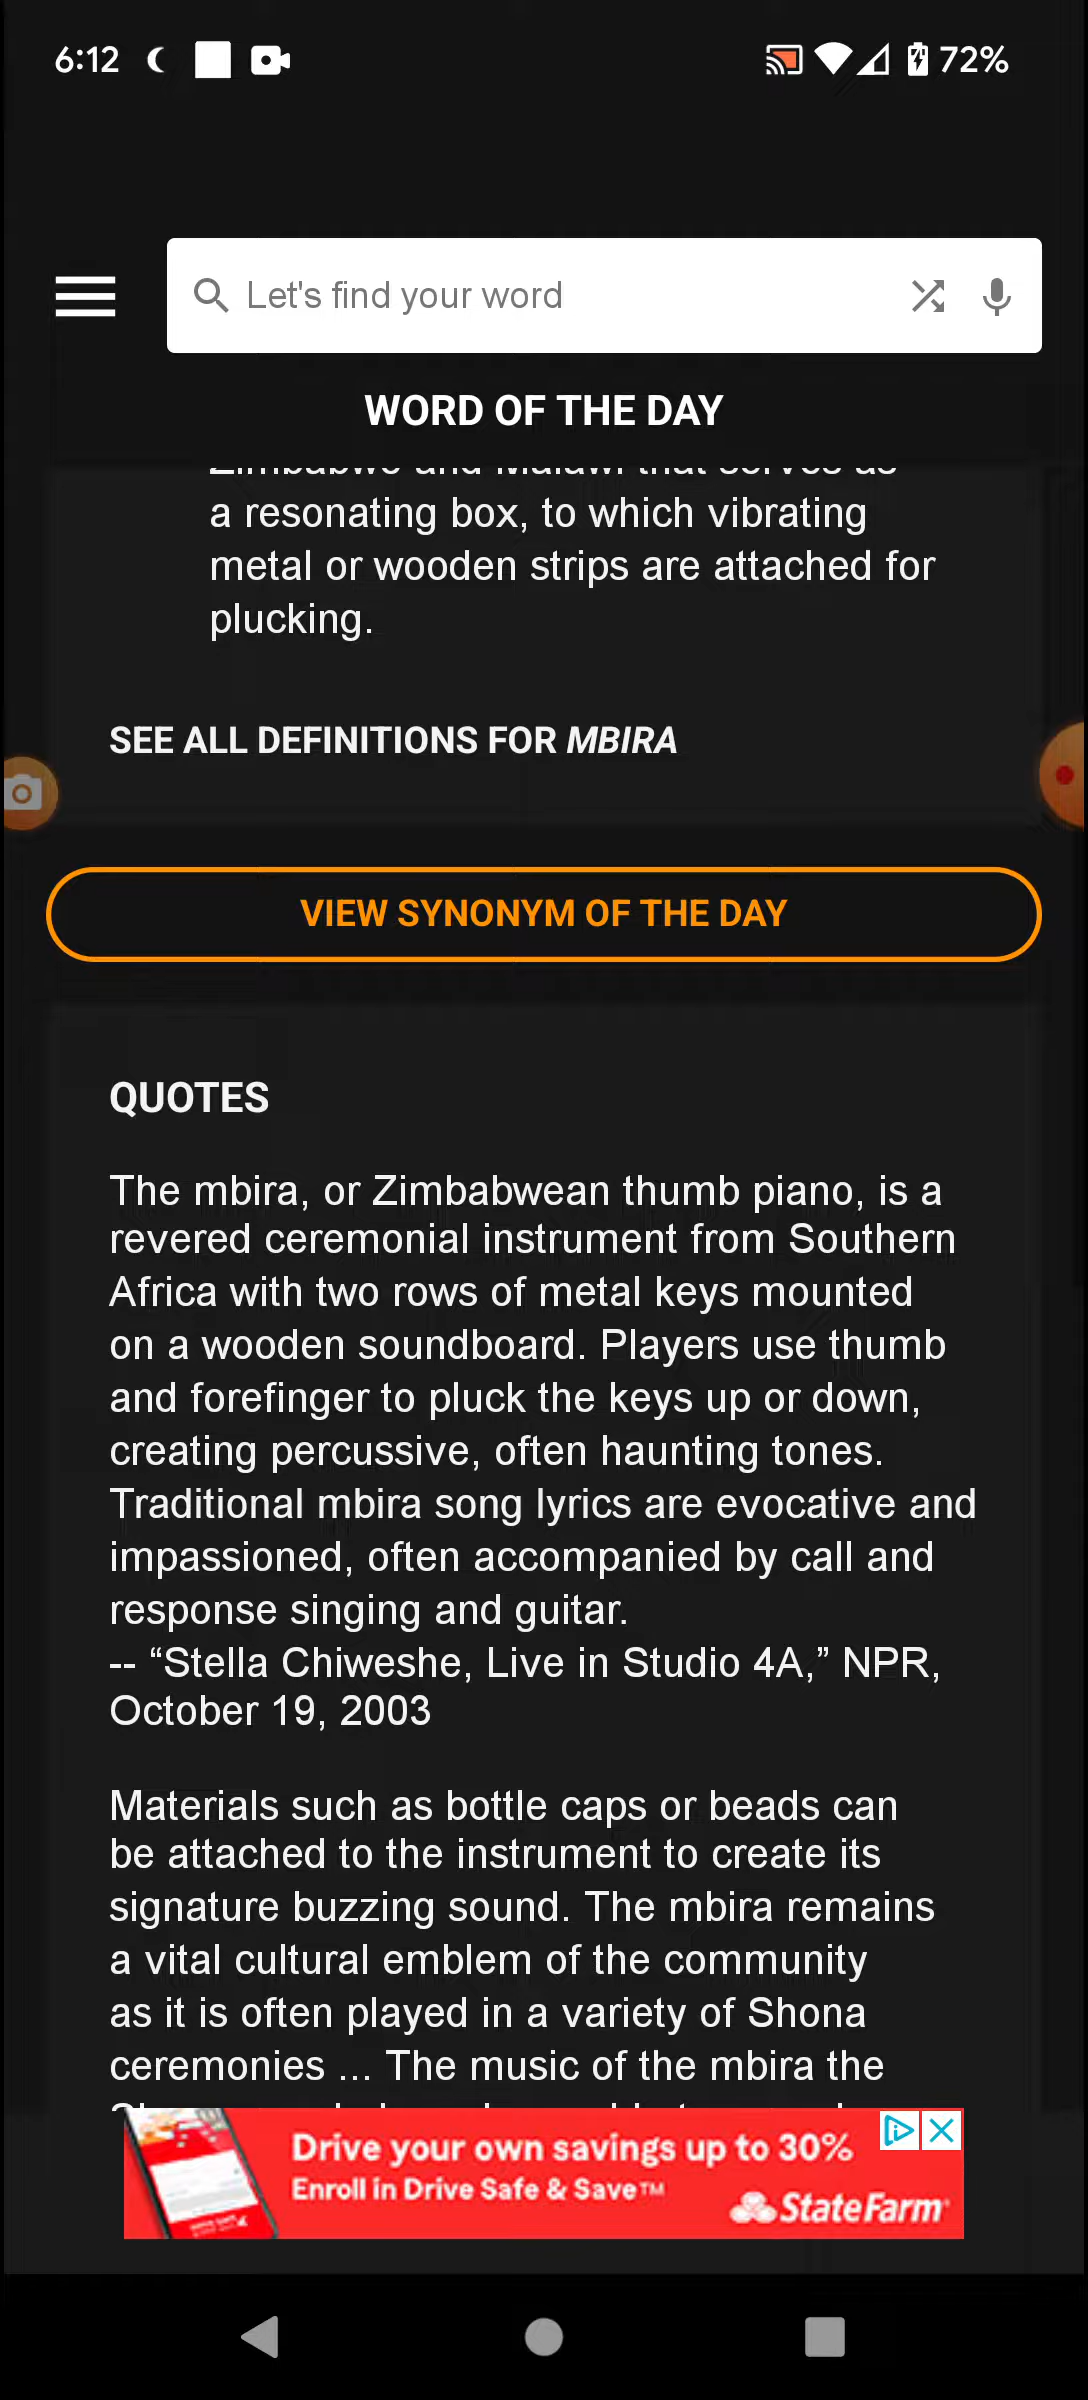 6:12
72%
Let's find your word
WORD OF THE DAY
Zimbabwe and Malawi that serves as
a resonating box, to which vibrating
metal or wooden strips are attached for
plucking.
SEE ALL DEFINITIONS FOR MBIRA
VIEW SYNONYM OF THE DAY
QUOTES
The mbira, or Zimbabwean thumb piano, is a
revered ceremonial instrument from Southern
Africa with two rows of metal keys mounted
on a wooden soundboard. Players use thumb
and forefinger to pluck the keys up or down,
creating percussive, often haunting tones.
Traditional mbira song lyrics are evocative and
impassioned, often accompanied by call and
response singing and guitar.
-- “Stella Chiweshe, Live in Studio 4A,” NPR,
October 19, 2003
Materials such as bottle caps or beads can
be attached to the instrument to create its
signature buzzing sound. The mbira remains
a vital cultural emblem of the community
as it is often played in a variety of Shona
ceremonies ... The music of the mbira the
Drive your own savings up to 30%
Enroll in Drive Safe & Save™
StateFarm